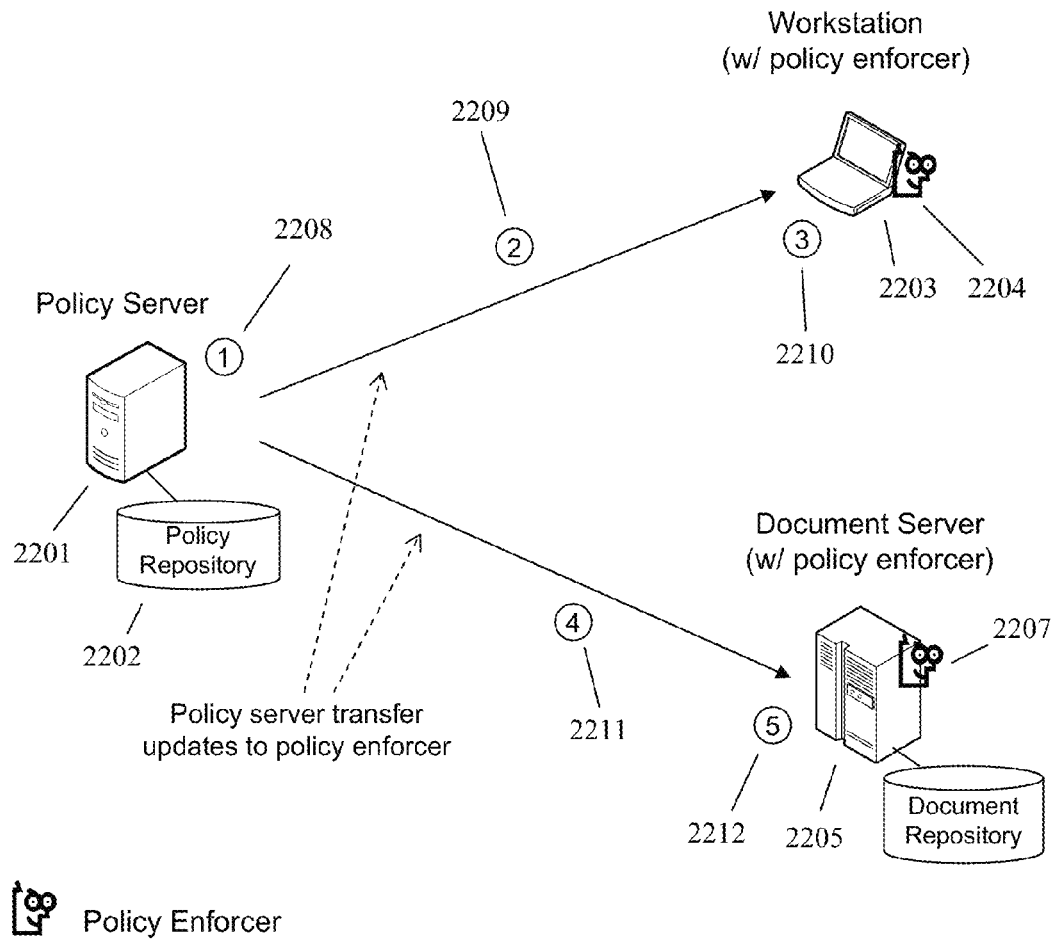 Workstation
(w/ policy enforcer)
2209
2208
2
3
2203
2204
Policy Server
1
2210
Policy
Repository
2201
2202
Document Server
(w/ policy enforcer)
4
2207
Policy server transfer
updates to policy enforcer
2211
5
2212
2205
Document
Repository
Policy Enforcer